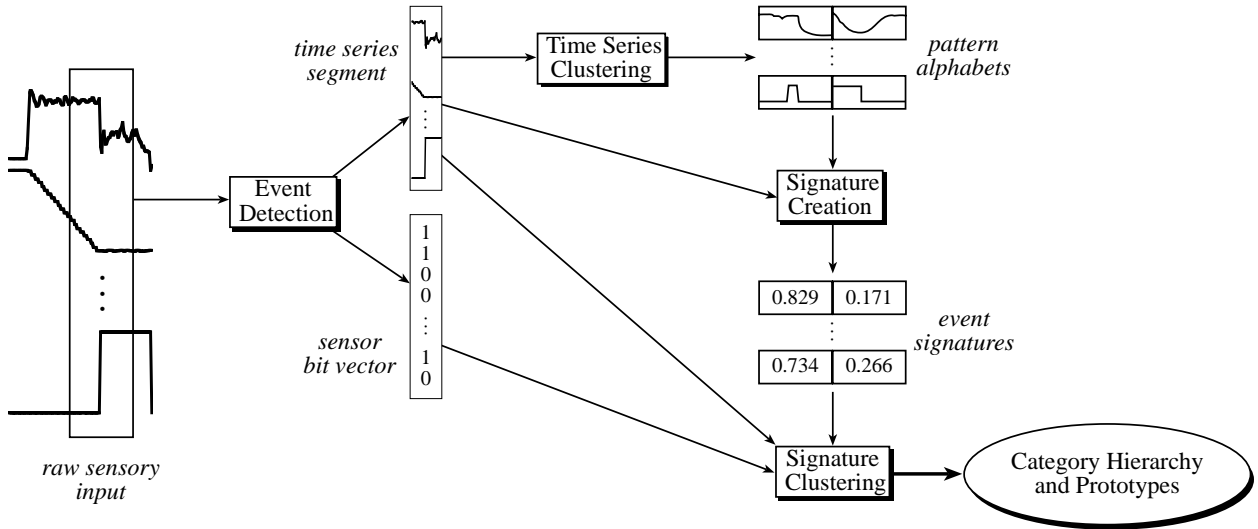 time series
segment
Time Series
Clustering
pattern
alphabets
Event
Detection
Signature
Creation
1
1
0
0
1
0
sensor
bit vector
0.829 0.171
0.734 0.266
event
signatures
raw sensory
input
Signature
Clustering
Category Hierarchy
and Prototypes